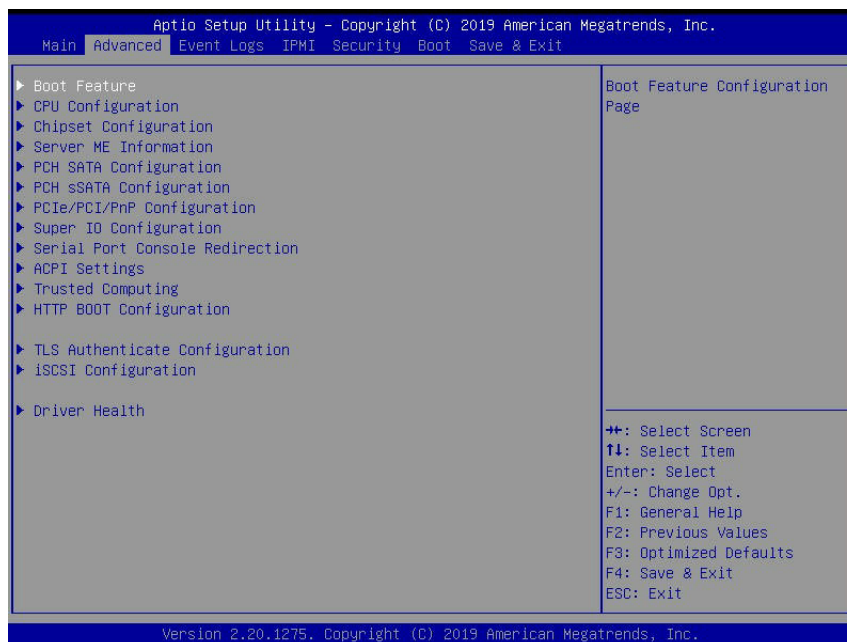 Aptio Setup Utility – Copyright (C) 2019 American Megatrends, Inc.
Main Advanced Event Logs IPMI Security Boot Save & Exit
▶ Boot Feature
▶ CPU Configuration
▶ Chipset Configuration
▶ Server ME Information
▶ PCH SATA Configuration
▶ PCH sSATA Configuration
▶ PCIe/PCI/PnP Configuration
▶ Super IO Configuration
▶ Serial Port Console Redirection
▶ ACPI Settings
▶ Trusted Computing
▶ HTTP BOOT Configuration
▶ TLS Authenticate Configuration
▶ iSCSI Configuration
▶ Driver Health
Boot Feature Configuration
Page
→←: Select Screen
↑↓: Select Item
Enter: Select
+/-: Change Opt.
F1: General Help
F2: Previous Values
F3: Optimized Defaults
F4: Save & Exit
ESC: Exit
Version 2.20.1275. Copyright (C) 2019 American Megatrends, Inc.